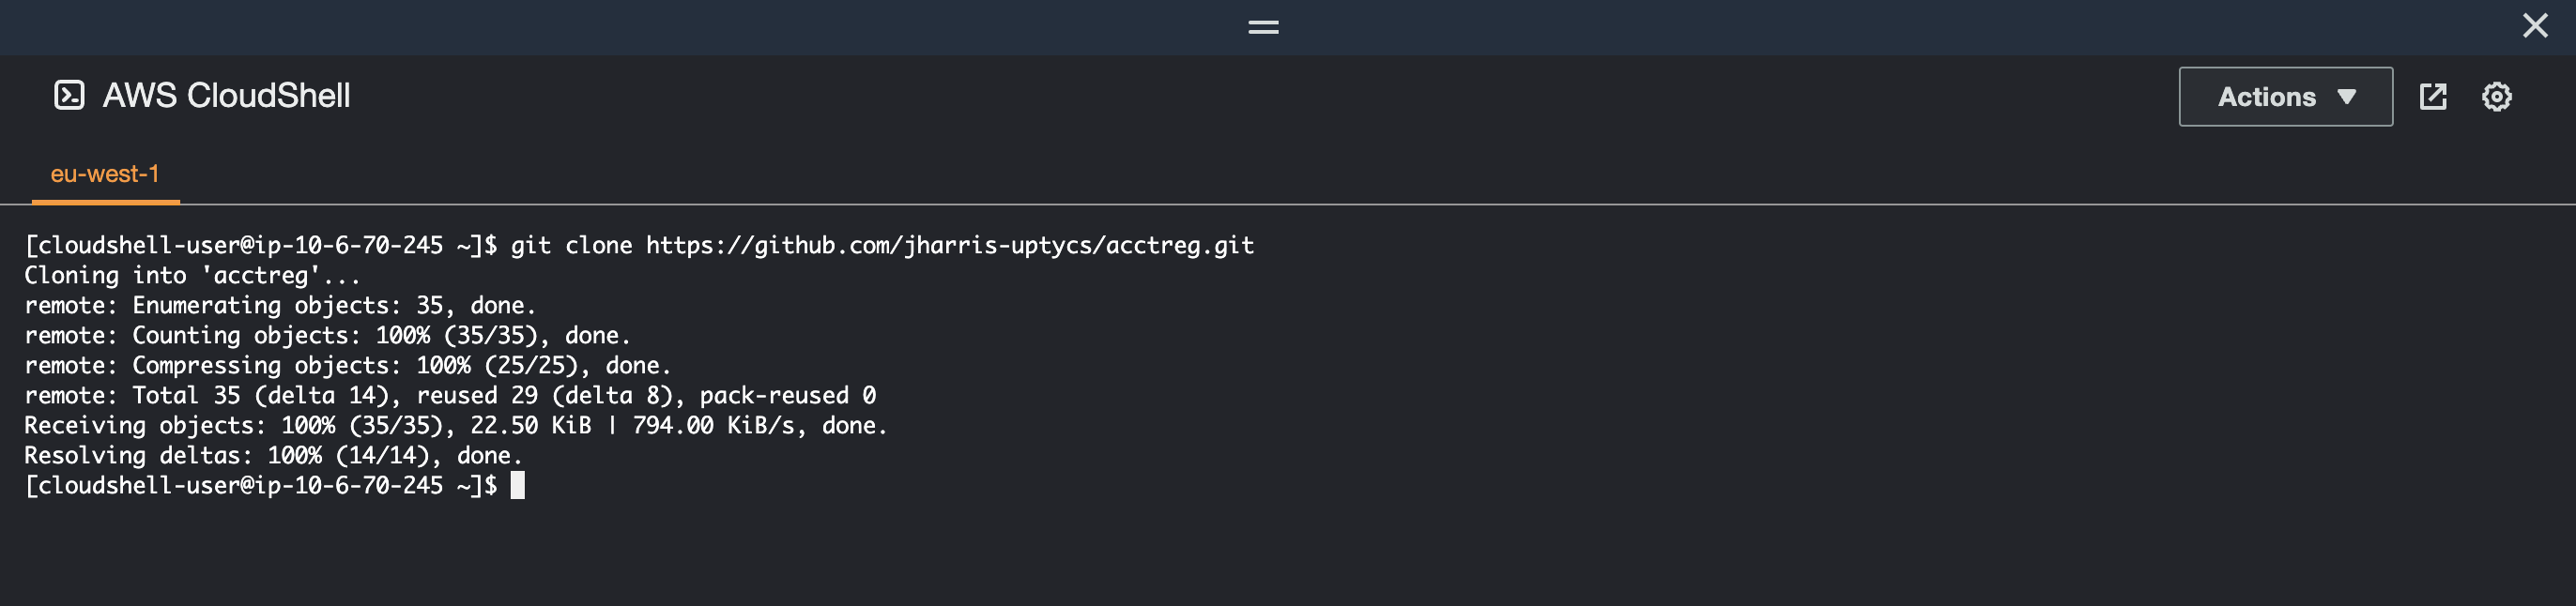 AWS CloudShell
Actions
eu-west-1
[cloudshell-user@ip-10-6-70-245 ~]$ git clone https://github.com/jharris-uptycs/acctreg.git
Cloning into 'acctreg'...
remote: Enumerating objects: 35, done.
remote: Counting objects: 100% (35/35), done.
remote: Compressing objects: 100% (25/25), done.
remote: Total 35 (delta 14), reused 29 (delta 8), pack-reused 0
Receiving objects: 100% (35/35), 22.50 KiB | 794.00 KiB/s, done.
Resolving deltas: 100% (14/14), done.
[cloudshell-user@ip-10-6-70-245 ~]$